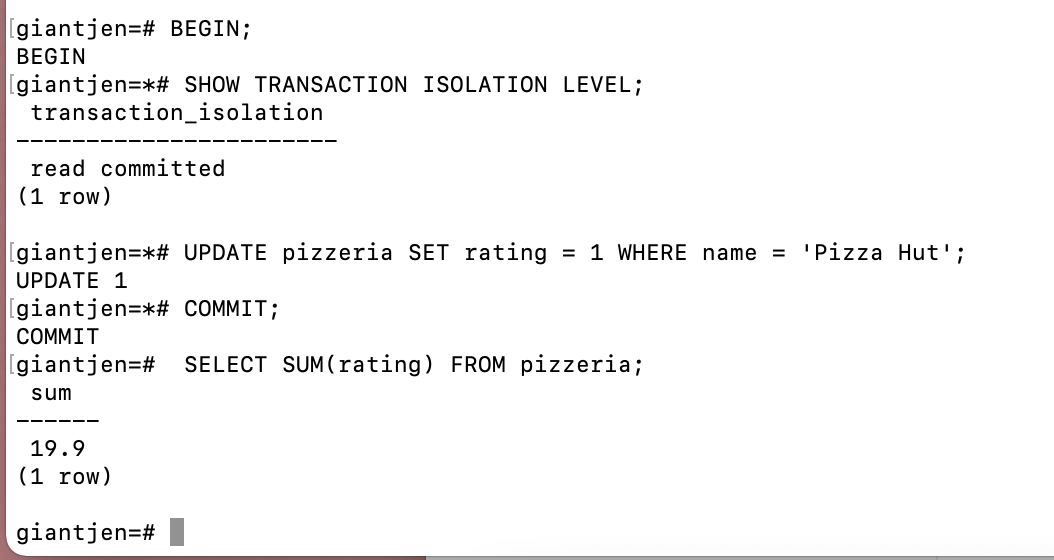 [giantjen=# BEGIN;
BEGIN
[giantjen=*# SHOW TRANSACTION ISOLATION LEVEL;
 transaction_isolation
-----------------------
 read committed
(1 row)

[giantjen=*# UPDATE pizzeria SET rating = 1 WHERE name = 'Pizza Hut';
UPDATE 1
[giantjen=*# COMMIT;
COMMIT
[giantjen=#  SELECT SUM(rating) FROM pizzeria;
 sum
------
 19.9
(1 row)

giantjen=#